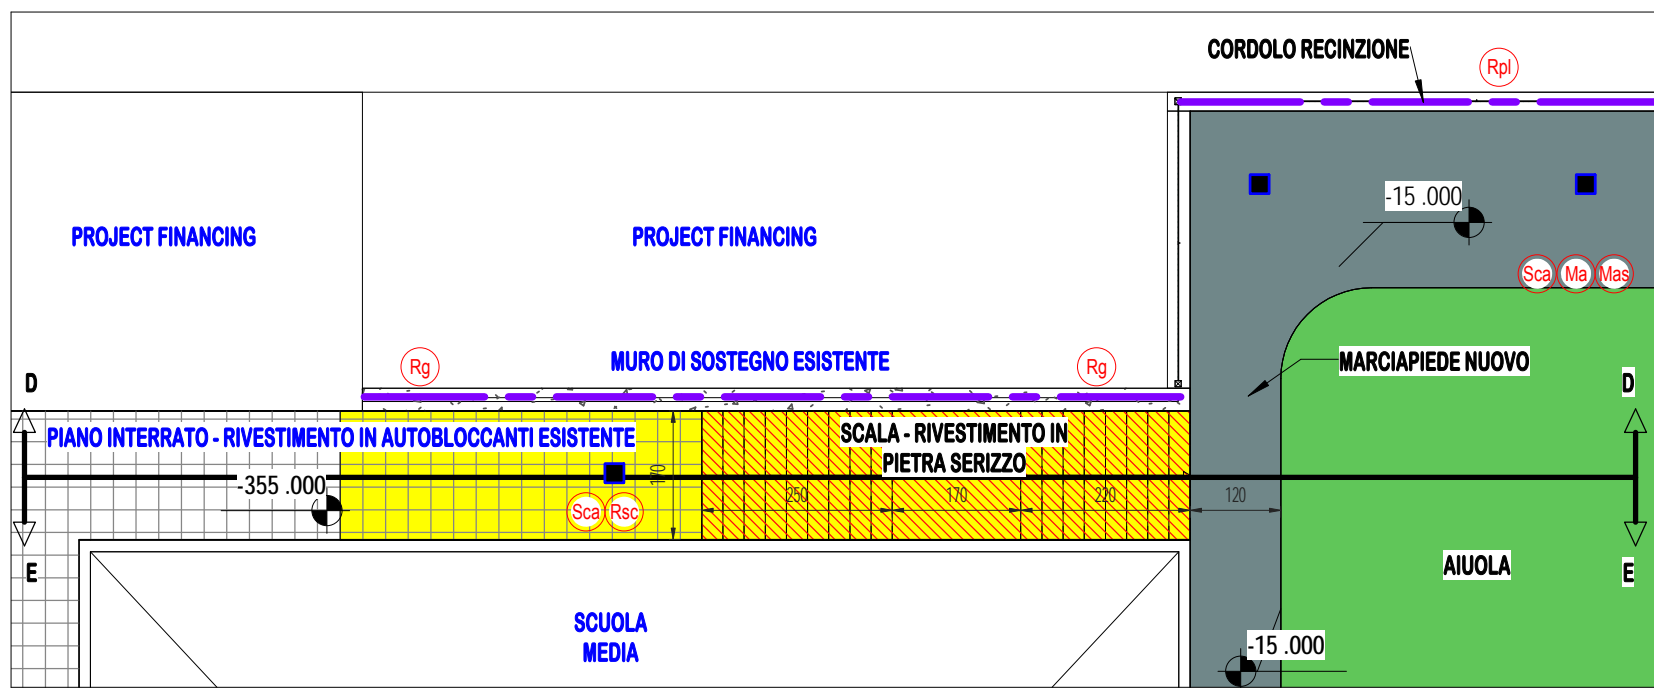 CORDOLO RECINZIONE
Rpl
-15 .000
PROJECT FINANCING
PROJECT FINANCING
Sca
Ma
Mas
Rg
MURO DI SOSTEGNO ESISTENTE
Rg
MARCIAPIEDE NUOVO
D
D
PIANO INTERRATO - RIVESTIMENTO IN AUTOBLOCCANTI ESISTENTE
SCALA - RIVESTIMENTO IN
PIETRA SERIZZO
170
-355 .000
250
170
220
120
Sca
Rsc
E
AIUOLA
E
SCUOLA
MEDIA
-15 .000